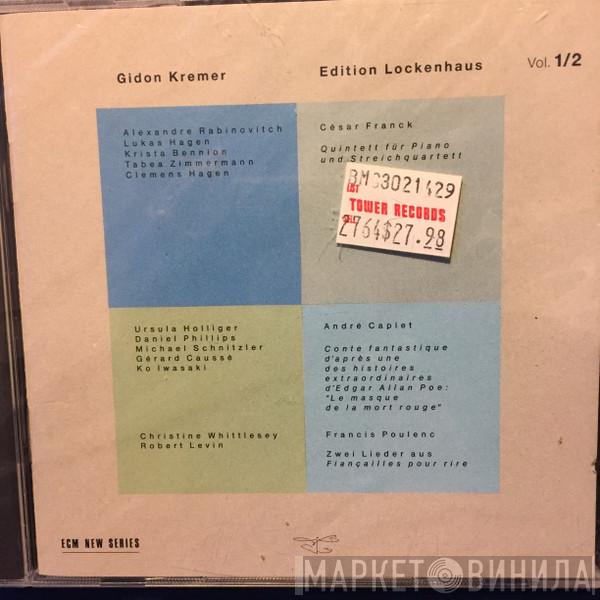 Gidon Kremer
Edition Lockenhaus
Vol. 1/2
Alexandre Rabinovitch
Lukas Hagen
Krista Bennion
Tabea Zimmermann
Clemens Hagen
César Franck
Quintett für Piano
und Streichquartett
BMG3021429
TOWER RECORDS
2764$27.98
Ursula Holliger
Daniel Phillips
Michael Schnitzler
Gérard Caussé
Ko Iwasaki
Christine Whittlesey
Robert Levin
André Caplet
Conte fantastique
d'après une
des histoires
extraordinaires
d'Edgar Allan Poe:
"Le masque
de la mort rouge"
Francis Poulenc
Zwei Lieder aus
Fiançailles pour rire
ECM NEW SERIES
МАРКЕТ ВИНИЛА